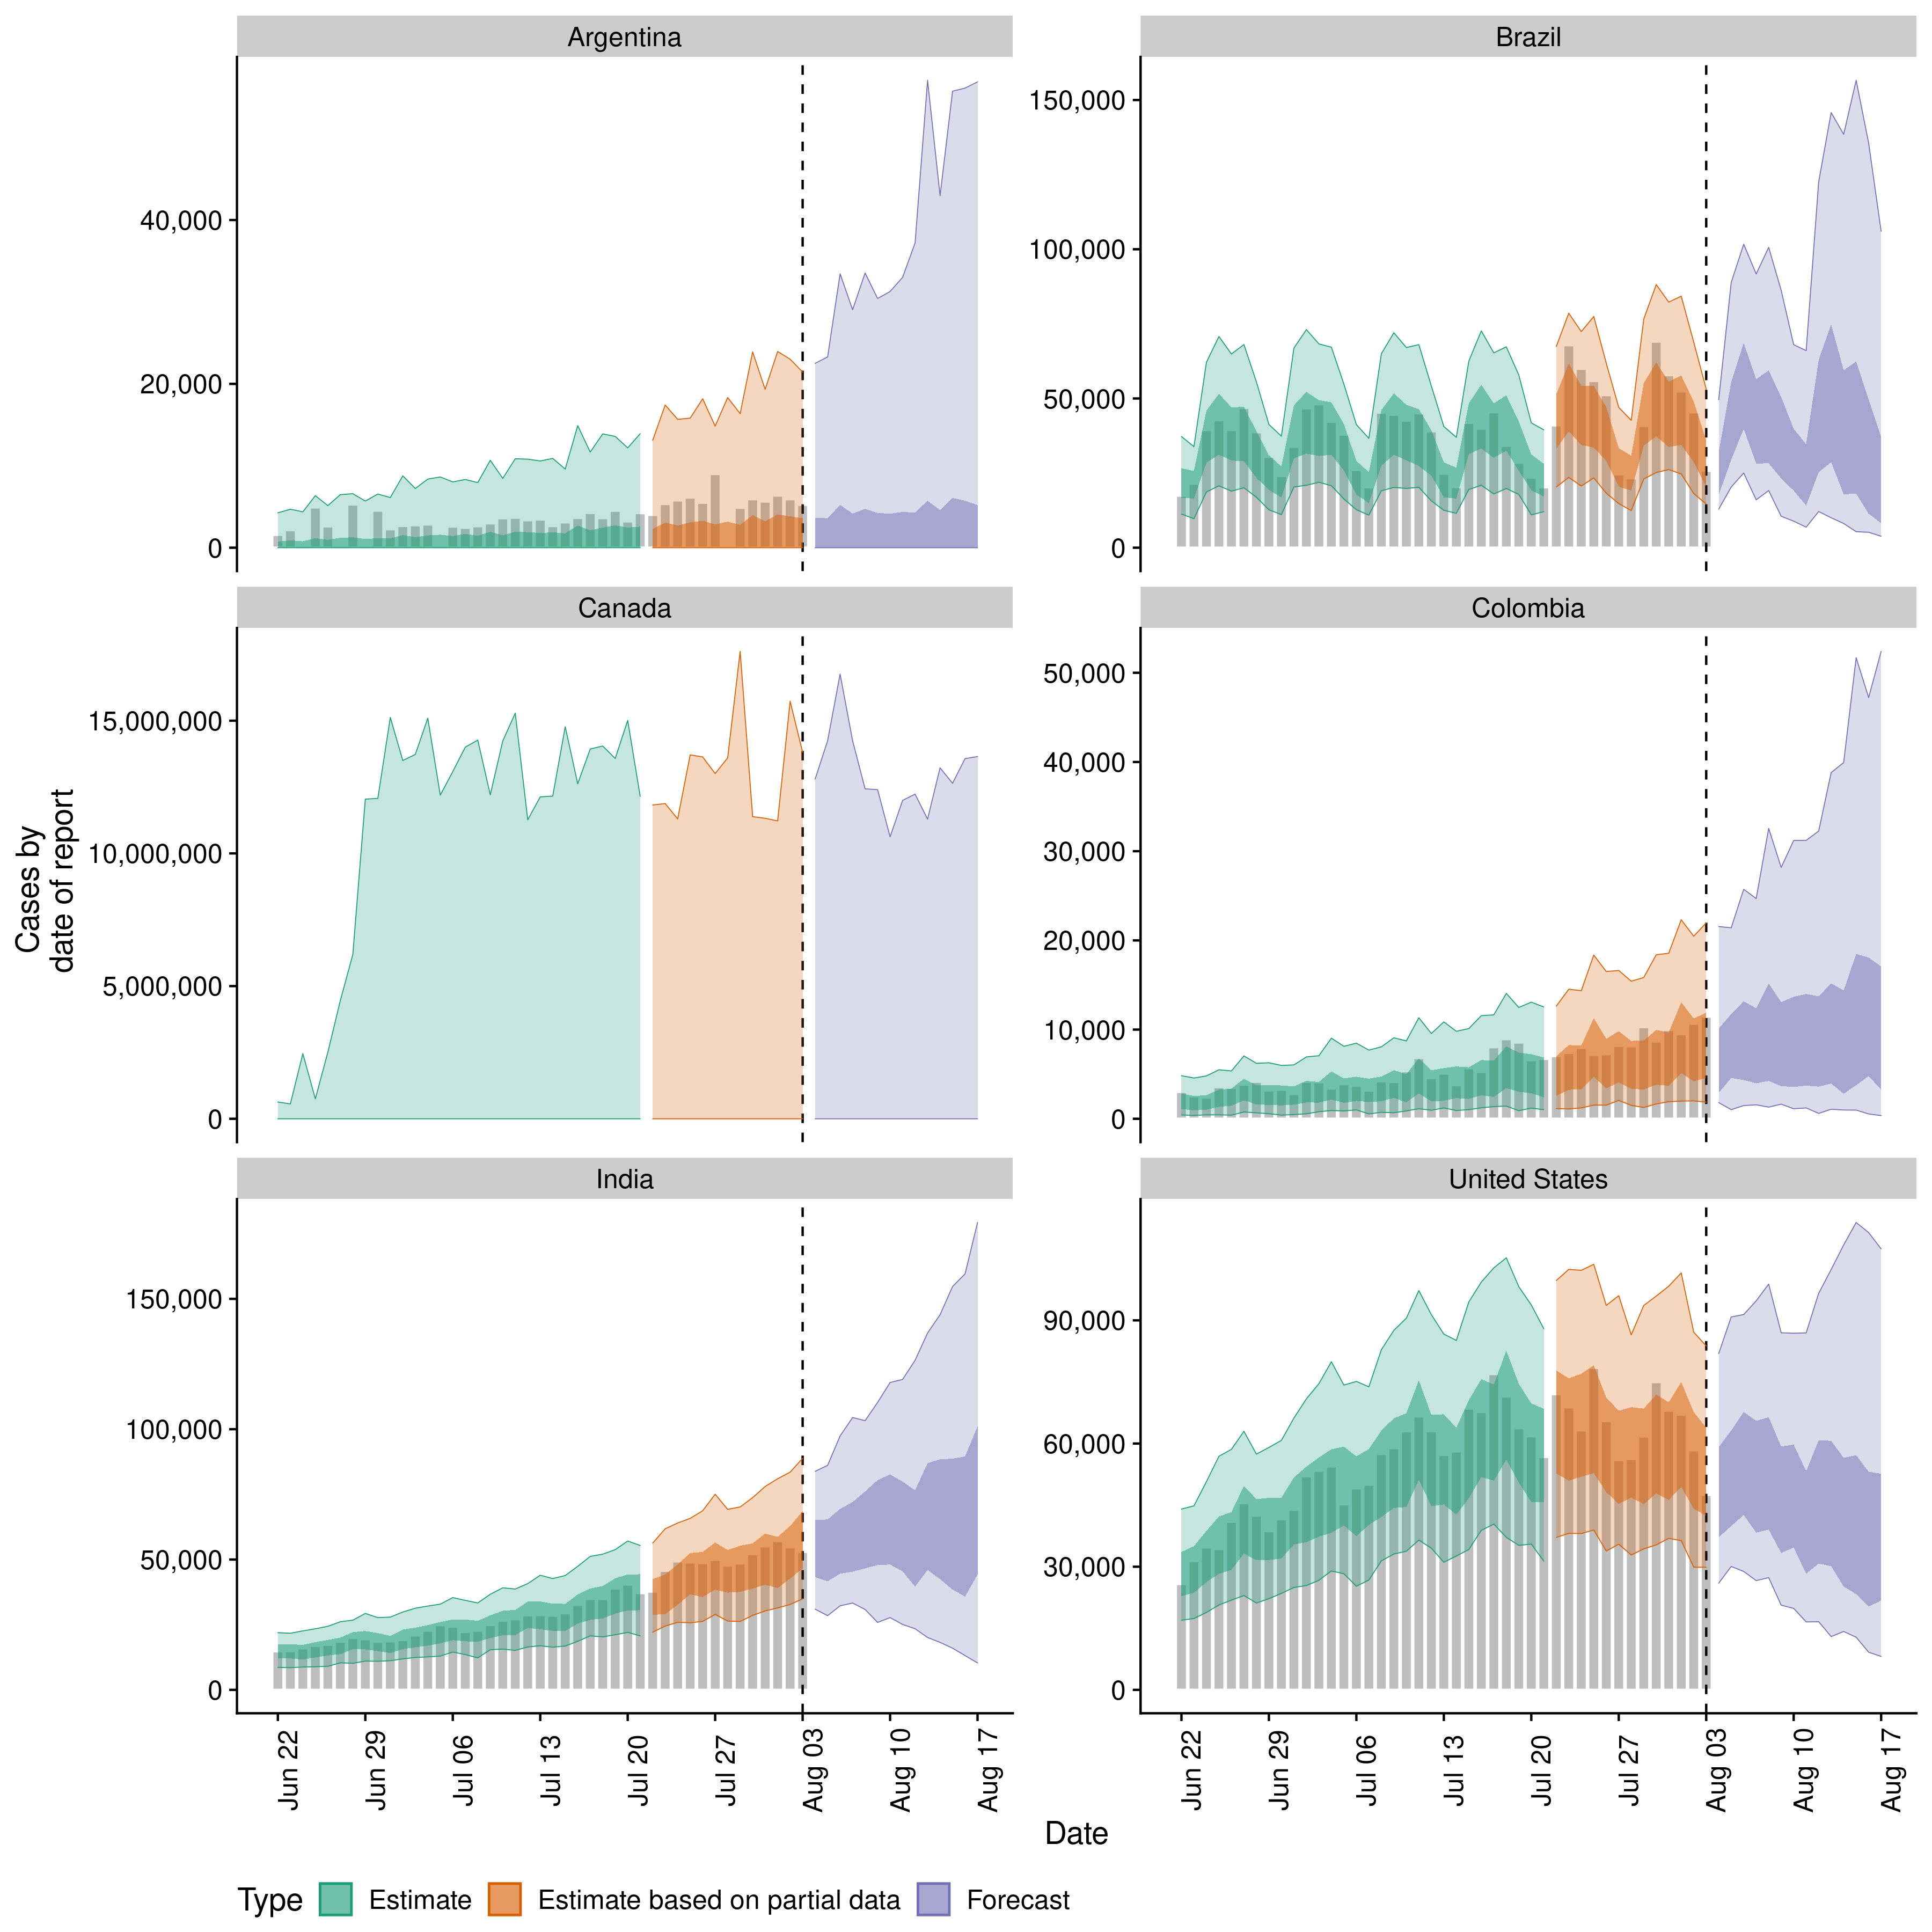 Argentina
Brazil
40,000
20,000
0
150,000
100,000
50,000
0
Canada
Colombia
15,000,000
10,000,000
5,000,000
0
50,000
40,000
30,000
20,000
10,000
0
Cases by
date of report
India
United States
150,000
100,000
50,000
0
90,000
60,000
30,000
0
Jun 22
Jun 29
Jul 06
Jul 13
Jul 20
Jul 27
Aug 03
Aug 10
Aug 17
Jun 22
Jun 29
Jul 06
Jul 13
Jul 20
Jul 27
Aug 03
Aug 10
Aug 17
Date
Type Estimate Estimate based on partial data Forecast